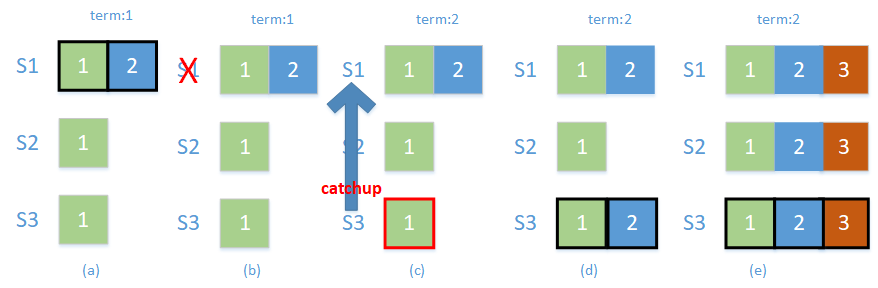 term:1 term:1 term:2 term:2 term:2
S1 1 2 S1 1 2 S1 1 2 S1 1 2 S1 1 2 3
S2 1 S2 1 S2 1 S2 1 S2 1 2 3
catchup
S3 1 S3 1 S3 1 S3 1 2 S3 1 2 3
(a) (b) (c) (d) (e)